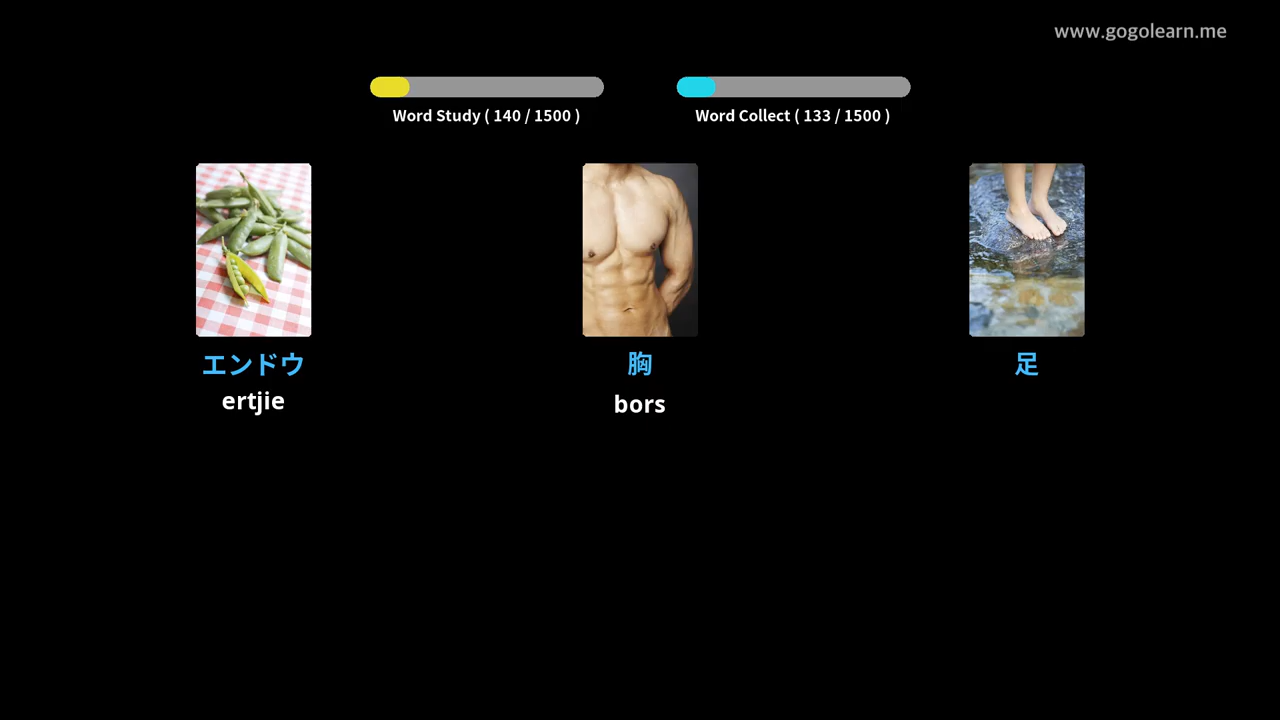 www.gogolearn.me
Word Study ( 140 / 1500 )
Word Collect ( 133 / 1500 )
エンドウ
胸
足
ertjie
bors